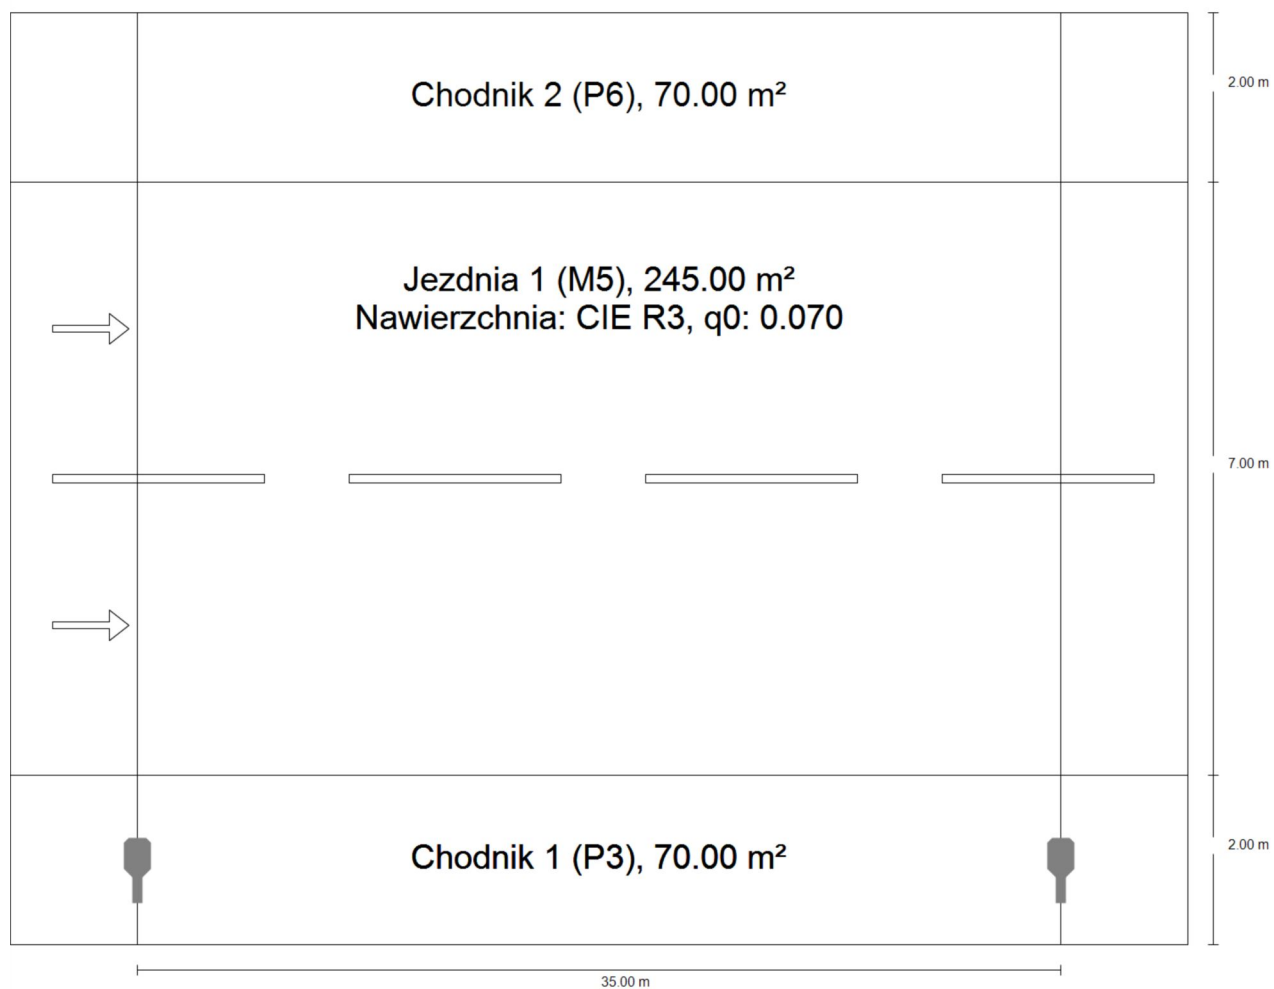 Chodnik 2 (P6), 70.00 m²
2.00 m
Jezdnia 1 (M5), 245.00 m²
Nawierzchnia: CIE R3, q0: 0.070
7.00 m
Chodnik 1 (P3), 70.00 m²
2.00 m
35.00 m